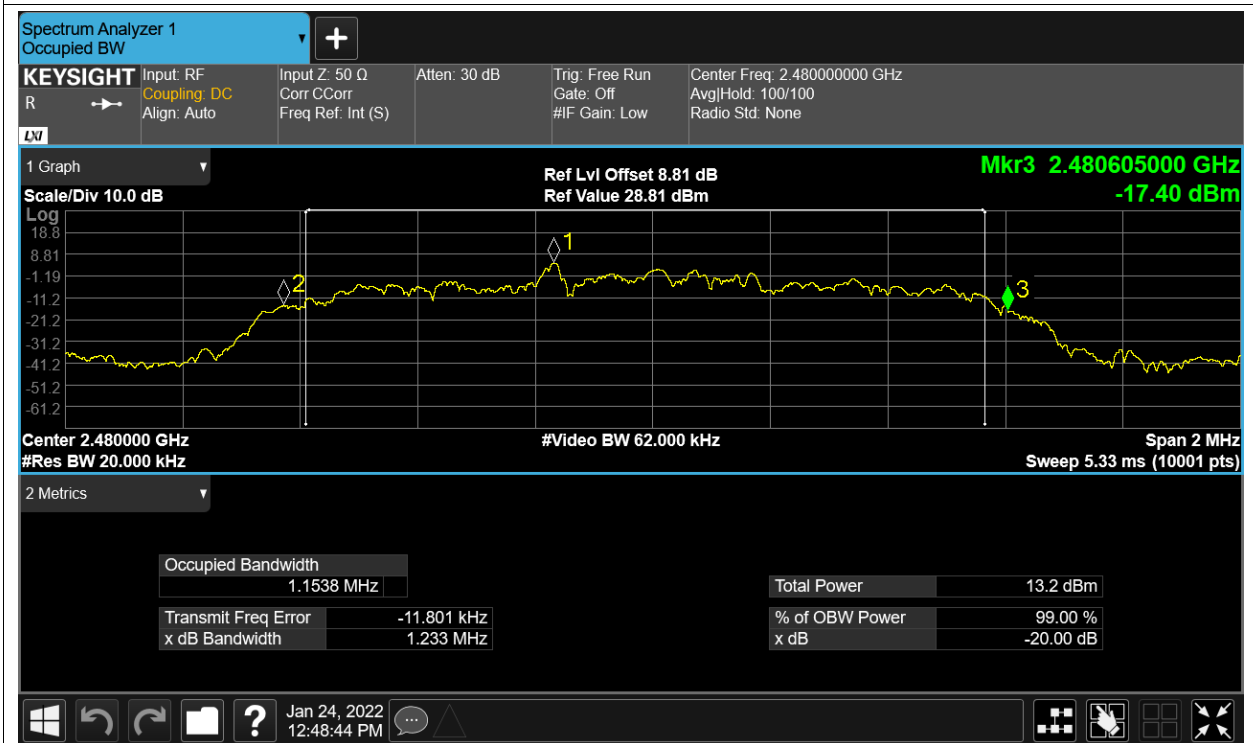 Spectrum Analyzer 1
Occupied BW
KEYSIGHT
R
LXI
Input: RF
Coupling: DC
Align: Auto
Input Z: 50 Ω
Corr CCorr
Freq Ref: Int (S)
Atten: 30 dB
Trig: Free Run
Gate: Off
#IF Gain: Low
Center Freq: 2.480000000 GHz
Avg|Hold: 100/100
Radio Std: None
1 Graph
Scale/Div 10.0 dB
Ref Lvl Offset 8.81 dB
Ref Value 28.81 dBm
Mkr3 2.480605000 GHz
-17.40 dBm
Log
18.8
8.81
-1.19
-11.2
-21.2
-31.2
-41.2
-51.2
-61.2
1
2
3
Center 2.480000 GHz
#Res BW 20.000 kHz
#Video BW 62.000 kHz
Span 2 MHz
Sweep 5.33 ms (10001 pts)
2 Metrics
Occupied Bandwidth
1.1538 MHz
Transmit Freq Error -11.801 kHz
x dB Bandwidth 1.233 MHz
Total Power 13.2 dBm
% of OBW Power 99.00 %
x dB -20.00 dB
?
Jan 24, 2022
12:48:44 PM